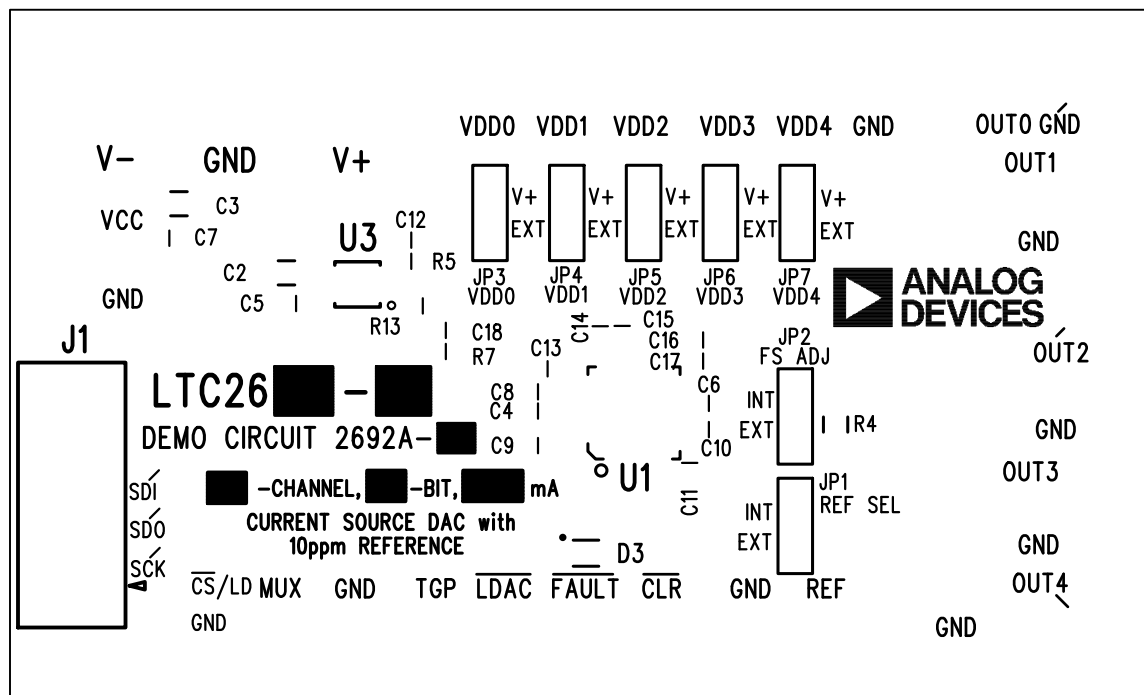 VDD0 VDD1 VDD2 VDD3 VDD4 GND OUT0 GND
V- GND V+ OUT1
VCC C3 C7 C12 V+ V+ V+ V+ V+
U3 EXT EXT EXT EXT EXT GND
C2 R5 JP3 JP4 JP5 JP6 JP7
GND C5 VDD0 VDD1 VDD2 VDD3 VDD4
ANALOG
DEVICES
R13 C18 C14 C15
J1 R7 C13 C16 JP2 OUT2
C17 FS ADJ
LTC26 - C8 C6 INT
C4
DEMO CIRCUIT 2692A- C9 C10 EXT R4 GND
SDI -CHANNEL, -BIT, mA U1 C11 JP1 OUT3
REF SEL
SDO CURRENT SOURCE DAC with INT
10ppm REFERENCE D3 EXT GND
SCK
CS/LD MUX GND TGP LDAC FAULT CLR GND REF OUT4
GND GND